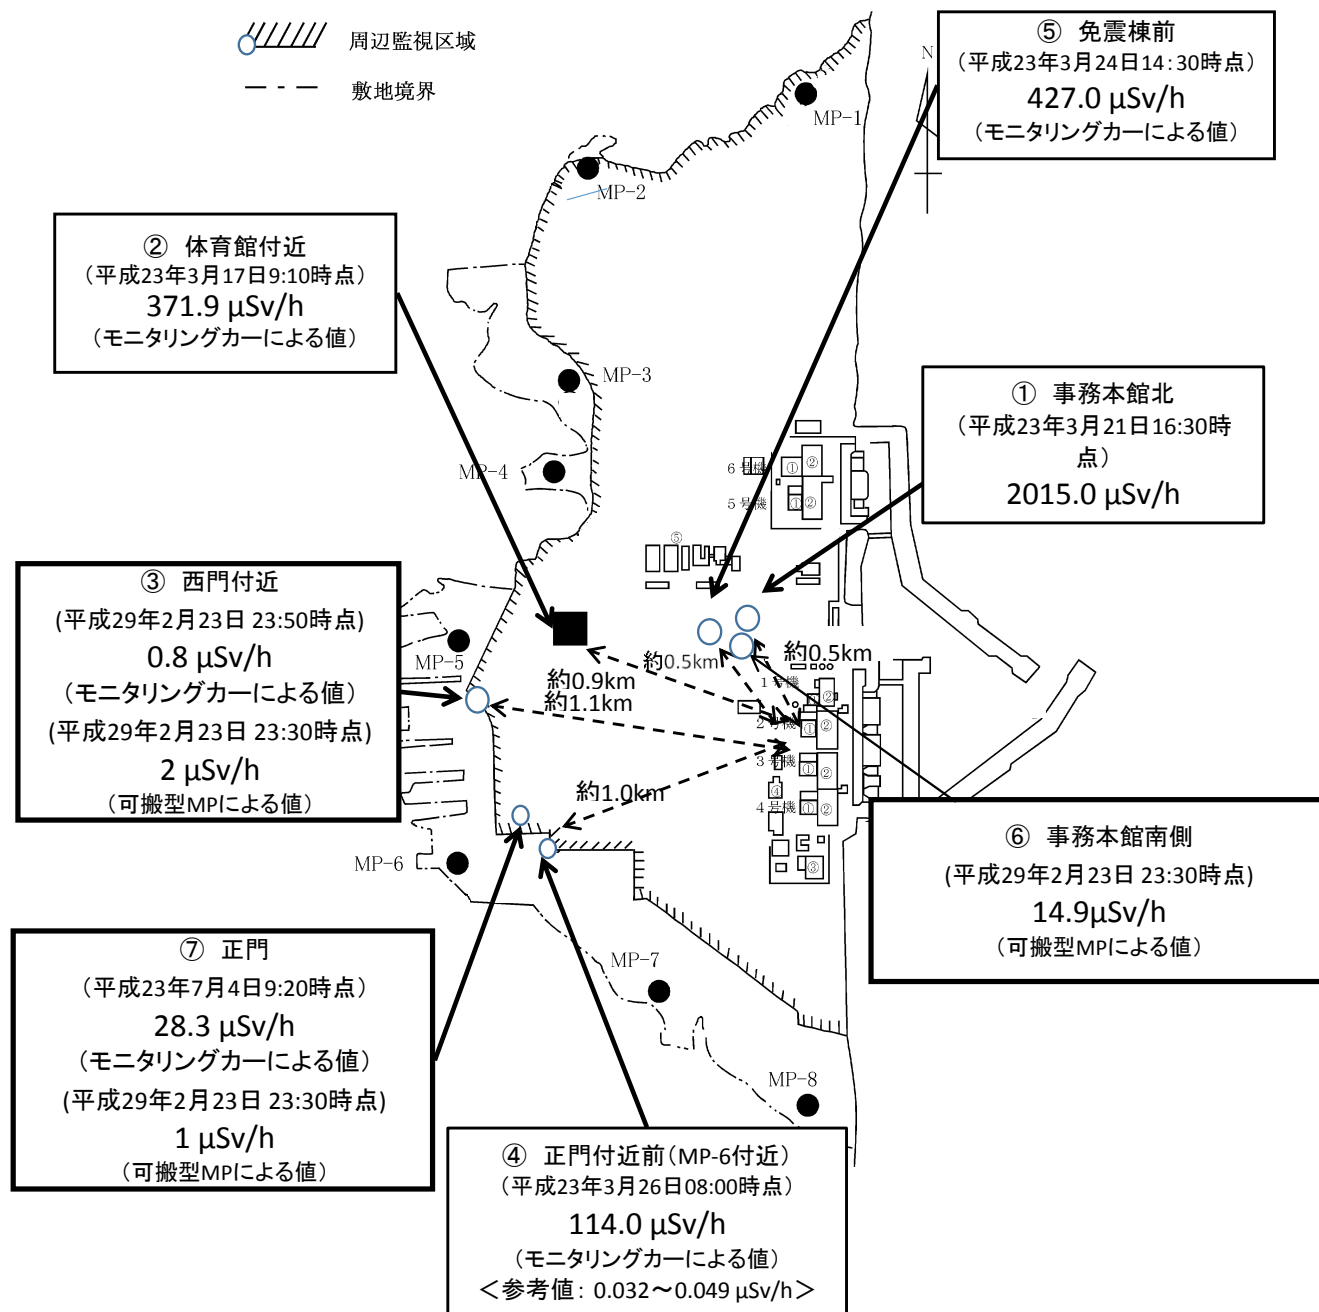 周辺監視区域
敷地境界
⑤ 免震棟前
(平成23年3月24日14:30時点)
427.0 μSv/h
(モニタリングカーによる値)
N
MP-1
MP-2
② 体育館付近
(平成23年3月17日9:10時点)
371.9 μSv/h
(モニタリングカーによる値)
MP-3
① 事務本館北
(平成23年3月21日16:30時
点)
2015.0 μSv/h
MP-4
6号機
① ②
5号機
① ②
⑤
③ 西門付近
(平成29年2月23日 23:50時点)
0.8 μSv/h
(モニタリングカーによる値)
(平成29年2月23日 23:30時点)
2 μSv/h
(可搬型MPによる値)
MP-5
約0.5km
約0.5km
約0.9km
約1.1km
1号機
②
2号機
① ②
3号機
① ②
約1.0km
④
4号機
① ②
③
MP-6
⑥ 事務本館南側
(平成29年2月23日 23:30時点)
14.9μSv/h
(可搬型MPによる値)
⑦ 正門
(平成23年7月4日9:20時点)
28.3 μSv/h
(モニタリングカーによる値)
(平成29年2月23日 23:30時点)
1 μSv/h
(可搬型MPによる値)
MP-7
MP-8
④ 正門付近前(MP-6付近)
(平成23年3月26日08:00時点)
114.0 μSv/h
(モニタリングカーによる値)
<参考値: 0.032~0.049 μSv/h>